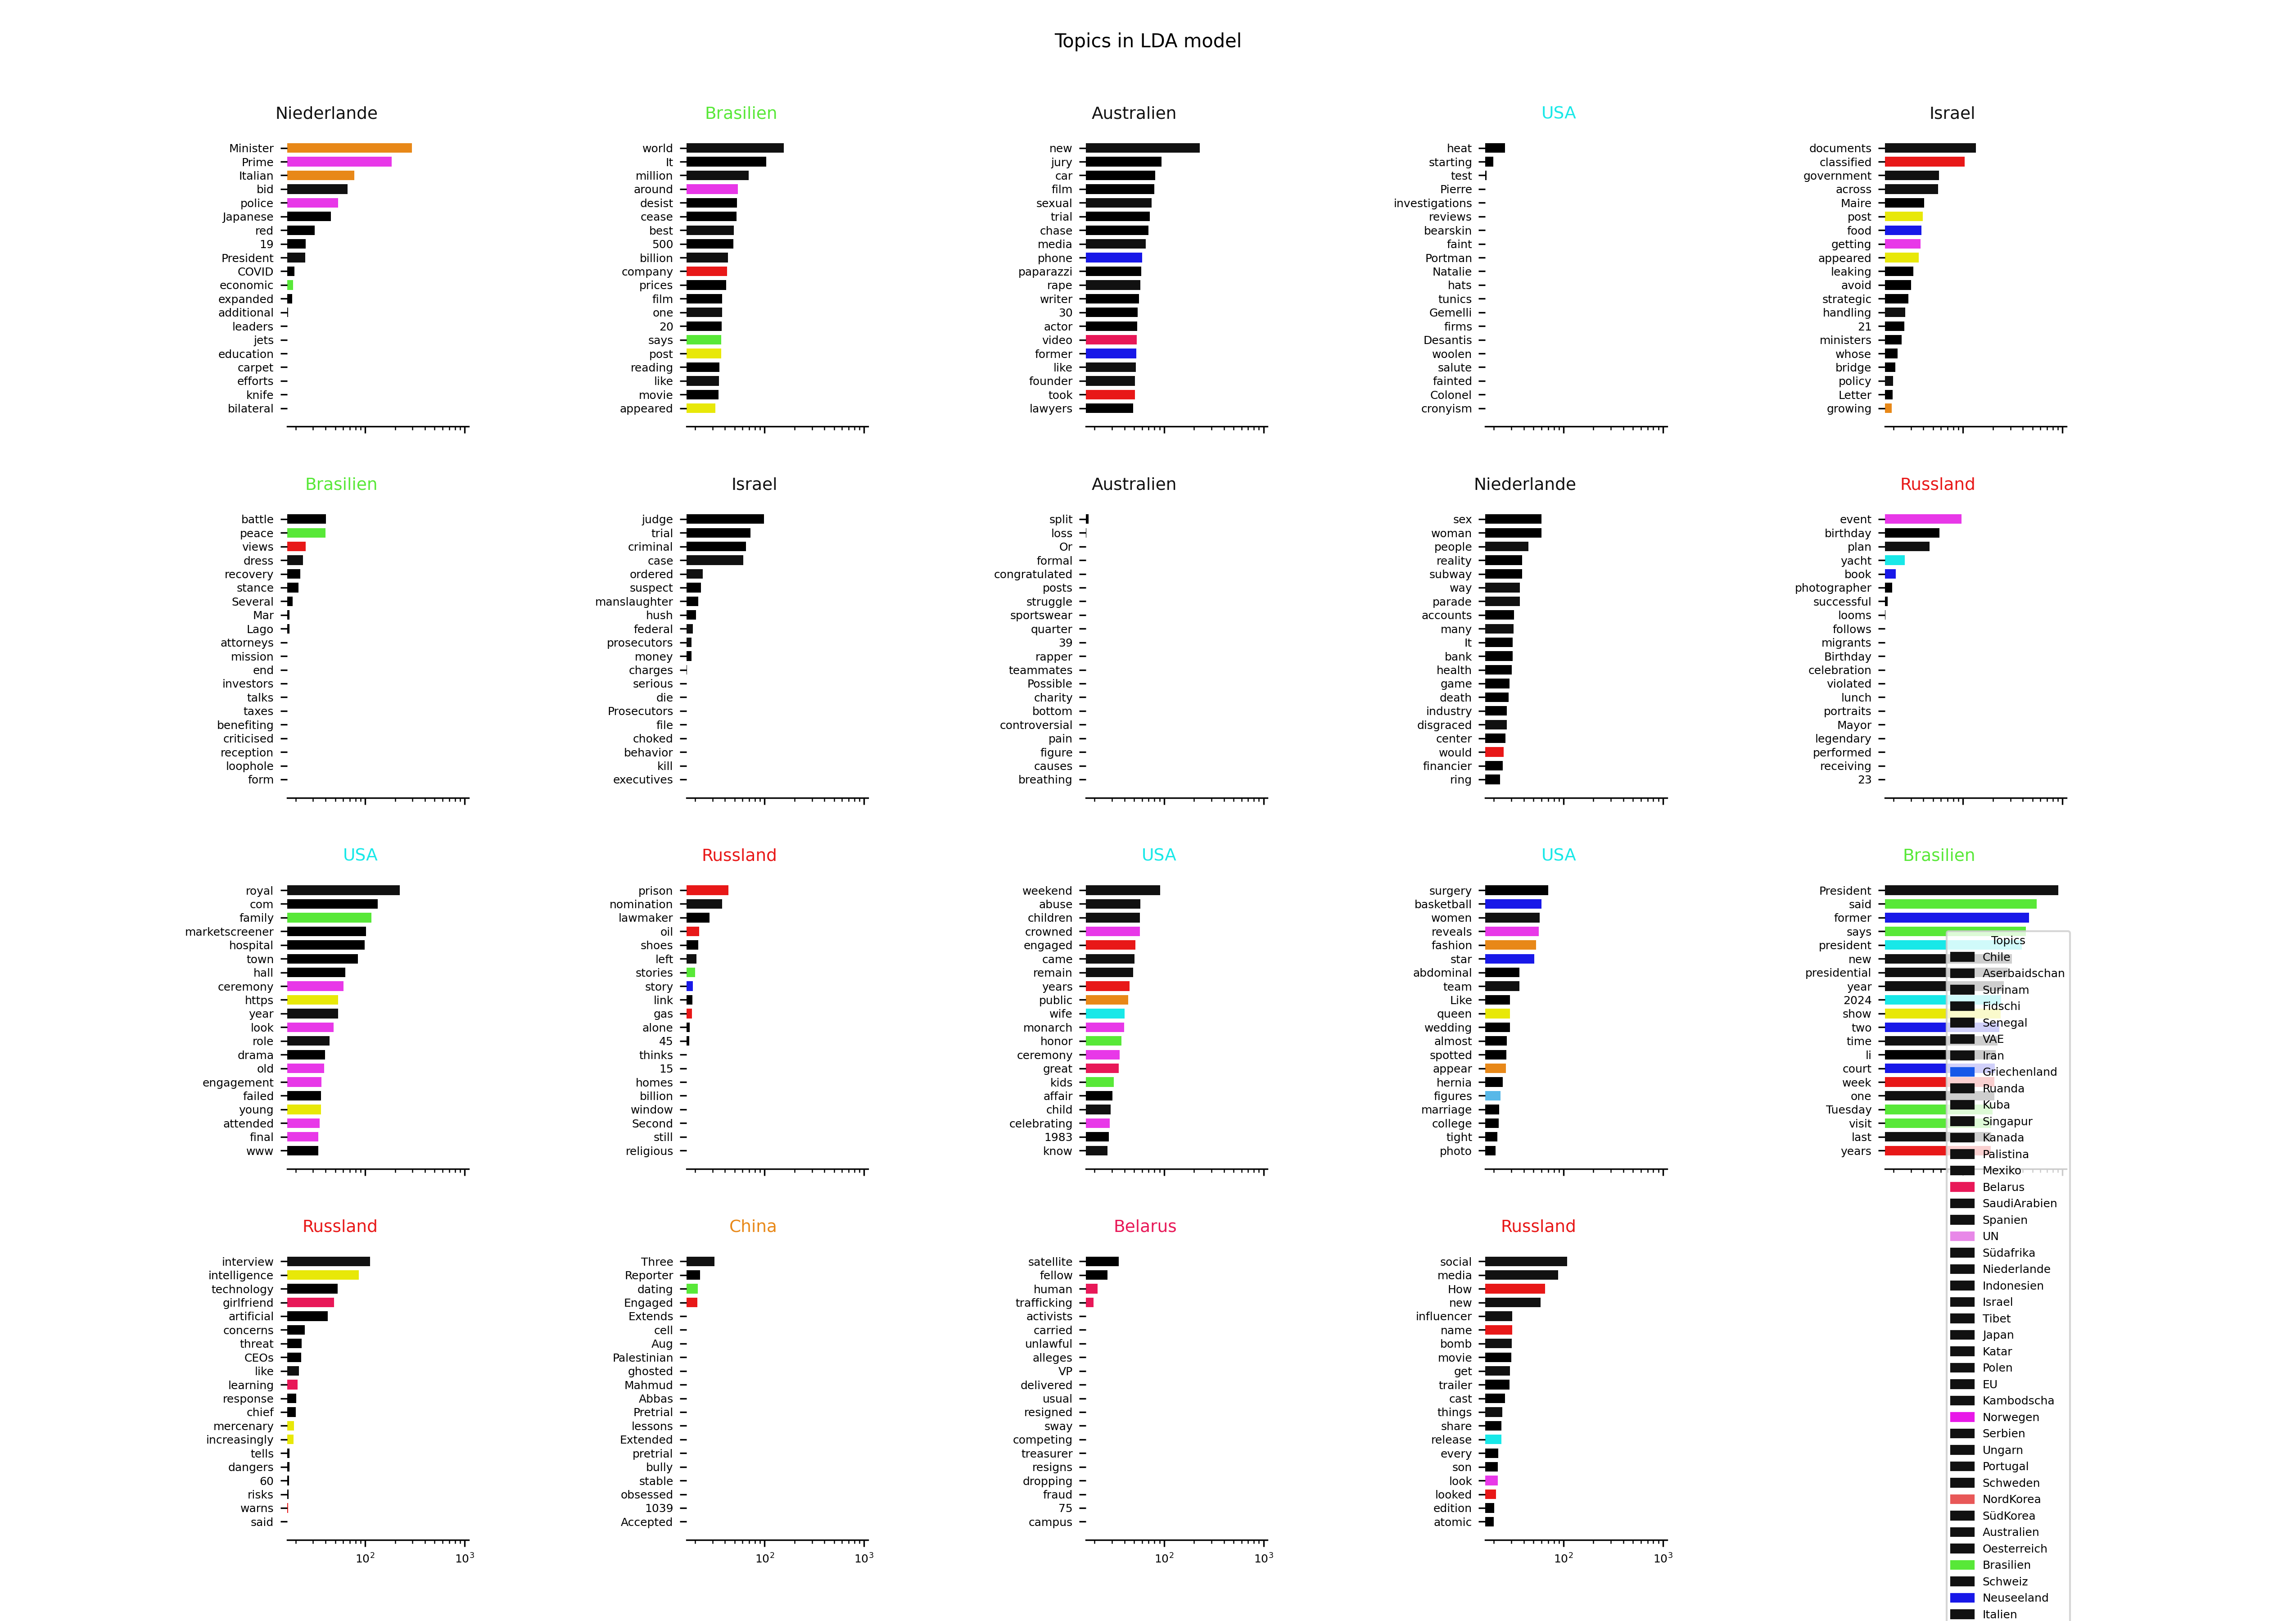 Topics in LDA model
Niederlande
Minister
Prime
Italian
bid
police
Japanese
red
19
President
COVID
economic
expanded
additional
leaders
jets
education
carpet
efforts
knife
bilateral
Brasilien
world
It
million
around
desist
cease
best
500
billion
company
prices
film
one
20
says
post
reading
like
movie
appeared
Australien
new
jury
car
film
sexual
trial
chase
media
phone
paparazzi
rape
writer
30
actor
video
former
like
founder
took
lawyers
USA
heat
starting
test
Pierre
investigations
reviews
bearskin
faint
Portman
Natalie
hats
tunics
Gemelli
firms
Desantis
woolen
salute
fainted
Colonel
cronyism
Israel
documents
classified
government
across
Maire
post
food
getting
appeared
leaking
avoid
strategic
handling
21
ministers
whose
bridge
policy
Letter
growing
Brasilien
battle
peace
views
dress
recovery
stance
Several
Mar
Lago
attorneys
mission
end
investors
talks
taxes
benefiting
criticised
reception
loophole
form
Israel
judge
trial
criminal
case
ordered
suspect
manslaughter
hush
federal
prosecutors
money
charges
serious
die
Prosecutors
file
choked
behavior
kill
executives
Australien
split
loss
Or
formal
congratulated
posts
struggle
sportswear
quarter
39
rapper
teammates
Possible
charity
bottom
controversial
pain
figure
causes
breathing
Niederlande
sex
woman
people
reality
subway
way
parade
accounts
many
It
bank
health
game
death
industry
disgraced
center
would
financier
ring
Russland
event
birthday
plan
yacht
book
photographer
successful
looms
follows
migrants
Birthday
celebration
violated
lunch
portraits
Mayor
legendary
performed
receiving
23
USA
royal
com
family
marketscreener
hospital
town
hall
ceremony
https
year
look
role
drama
old
engagement
failed
young
attended
final
www
Russland
prison
nomination
lawmaker
oil
shoes
left
stories
story
link
gas
alone
45
thinks
15
homes
billion
window
Second
still
religious
USA
weekend
abuse
children
crowned
engaged
came
remain
years
public
wife
monarch
honor
ceremony
great
kids
affair
child
celebrating
1983
know
USA
surgery
basketball
women
reveals
fashion
star
abdominal
team
Like
queen
wedding
almost
spotted
appear
hernia
figures
marriage
college
tight
photo
Brasilien
President
said
former
says
president
new
presidential
year
2024
show
two
time
li
court
week
one
Tuesday
visit
last
years
Russland
interview
intelligence
technology
girlfriend
artificial
concerns
threat
CEOs
like
learning
response
chief
mercenary
increasingly
tells
dangers
60
risks
warns
said
10² 10³
China
Three
Reporter
dating
Engaged
Extends
cell
Aug
Palestinian
ghosted
Mahmud
Abbas
Pretrial
lessons
Extended
pretrial
bully
stable
obsessed
1039
Accepted
10² 10³
Belarus
satellite
fellow
human
trafficking
activists
carried
unlawful
alleges
VP
delivered
usual
resigned
sway
competing
treasurer
resigns
dropping
fraud
75
campus
10² 10³
Russland
social
media
How
new
influencer
name
bomb
movie
get
trailer
cast
things
share
release
every
son
look
looked
edition
atomic
10² 10³
Topics
Chile
Aserbaidschan
Surinam
Fidschi
Senegal
VAE
Iran
Griechenland
Ruanda
Kuba
Singapur
Kanada
Palistina
Mexiko
Belarus
SaudiArabien
Spanien
UN
Südafrika
Niederlande
Indonesien
Israel
Tibet
Japan
Katar
Polen
EU
Kambodscha
Norwegen
Serbien
Ungarn
Portugal
Schweden
NordKorea
SüdKorea
Australien
Oesterreich
Brasilien
Schweiz
Neuseeland
Italien